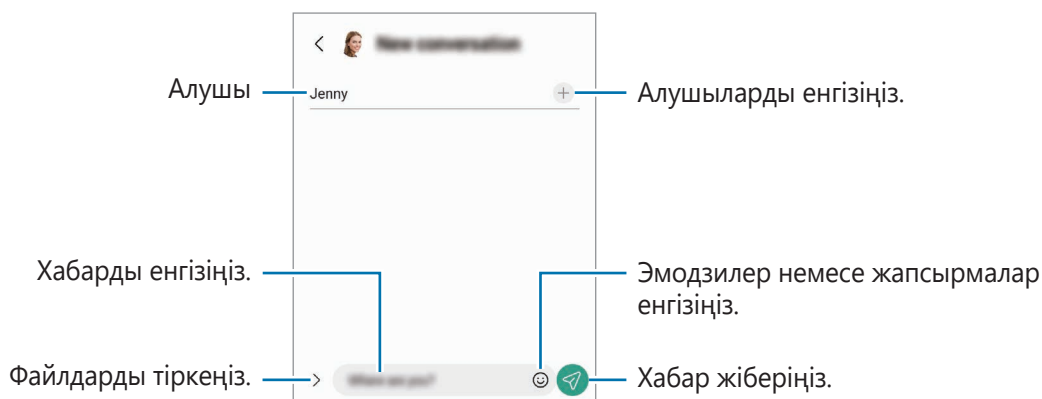 Алушы
Jenny
Алушыларды енгізіңіз.
Хабарды енгізіңіз.
Эмодзилер немесе жапсырмалар
енгізіңіз.
Файлдарды тіркеңіз.
Хабар жіберіңіз.